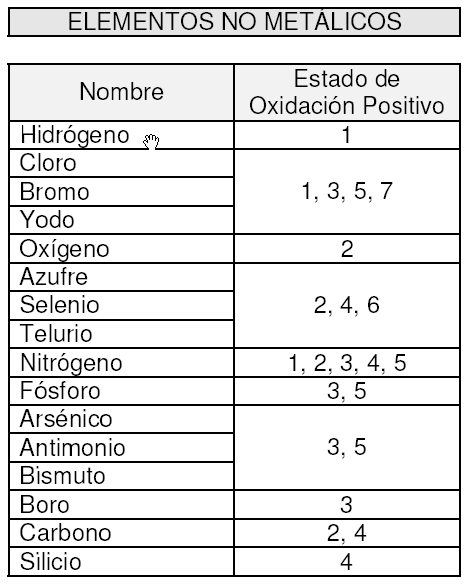 ELEMENTOS NO METÁLICOS
Nombre
Estado de
Oxidación Positivo
Hidrógeno 1
Cloro
Bromo 1, 3, 5, 7
Yodo
Oxígeno 2
Azufre
Selenio 2, 4, 6
Telurio
Nitrógeno 1, 2, 3, 4, 5
Fósforo 3, 5
Arsénico
Antimonio 3, 5
Bismuto
Boro 3
Carbono 2, 4
Silicio 4